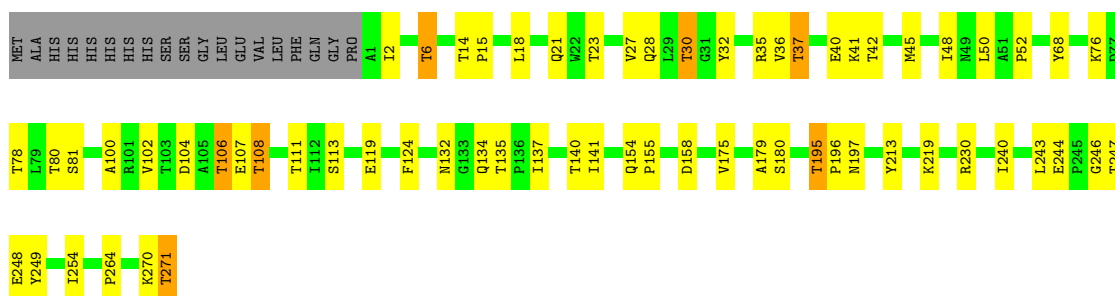 MET ALA HIS HIS HIS HIS HIS HIS SER SER GLY LEU GLU VAL LEU PHE GLN GLY PRO A1 I2 T6 T14 P15 L18 Q21 W22 T23 V27 Q28 L29 T30 G31 Y32 R35 V36 T37 E40 K41 T42 M45 I48 N49 L50 A51 P52 Y68 K76 D77
T78 L79 T80 S81 A100 R101 V102 T103 D104 A105 T106 E107 T108 T111 I112 S113 E119 F124 N132 G133 Q134 T135 P136 I137 T140 I141 Q154 P155 D158 V175 A179 S180 T195 P196 N197 Y213 K219 R230 I240 L243 E244 P245 G246 T247
E248 Y249 I254 P264 K270 T271